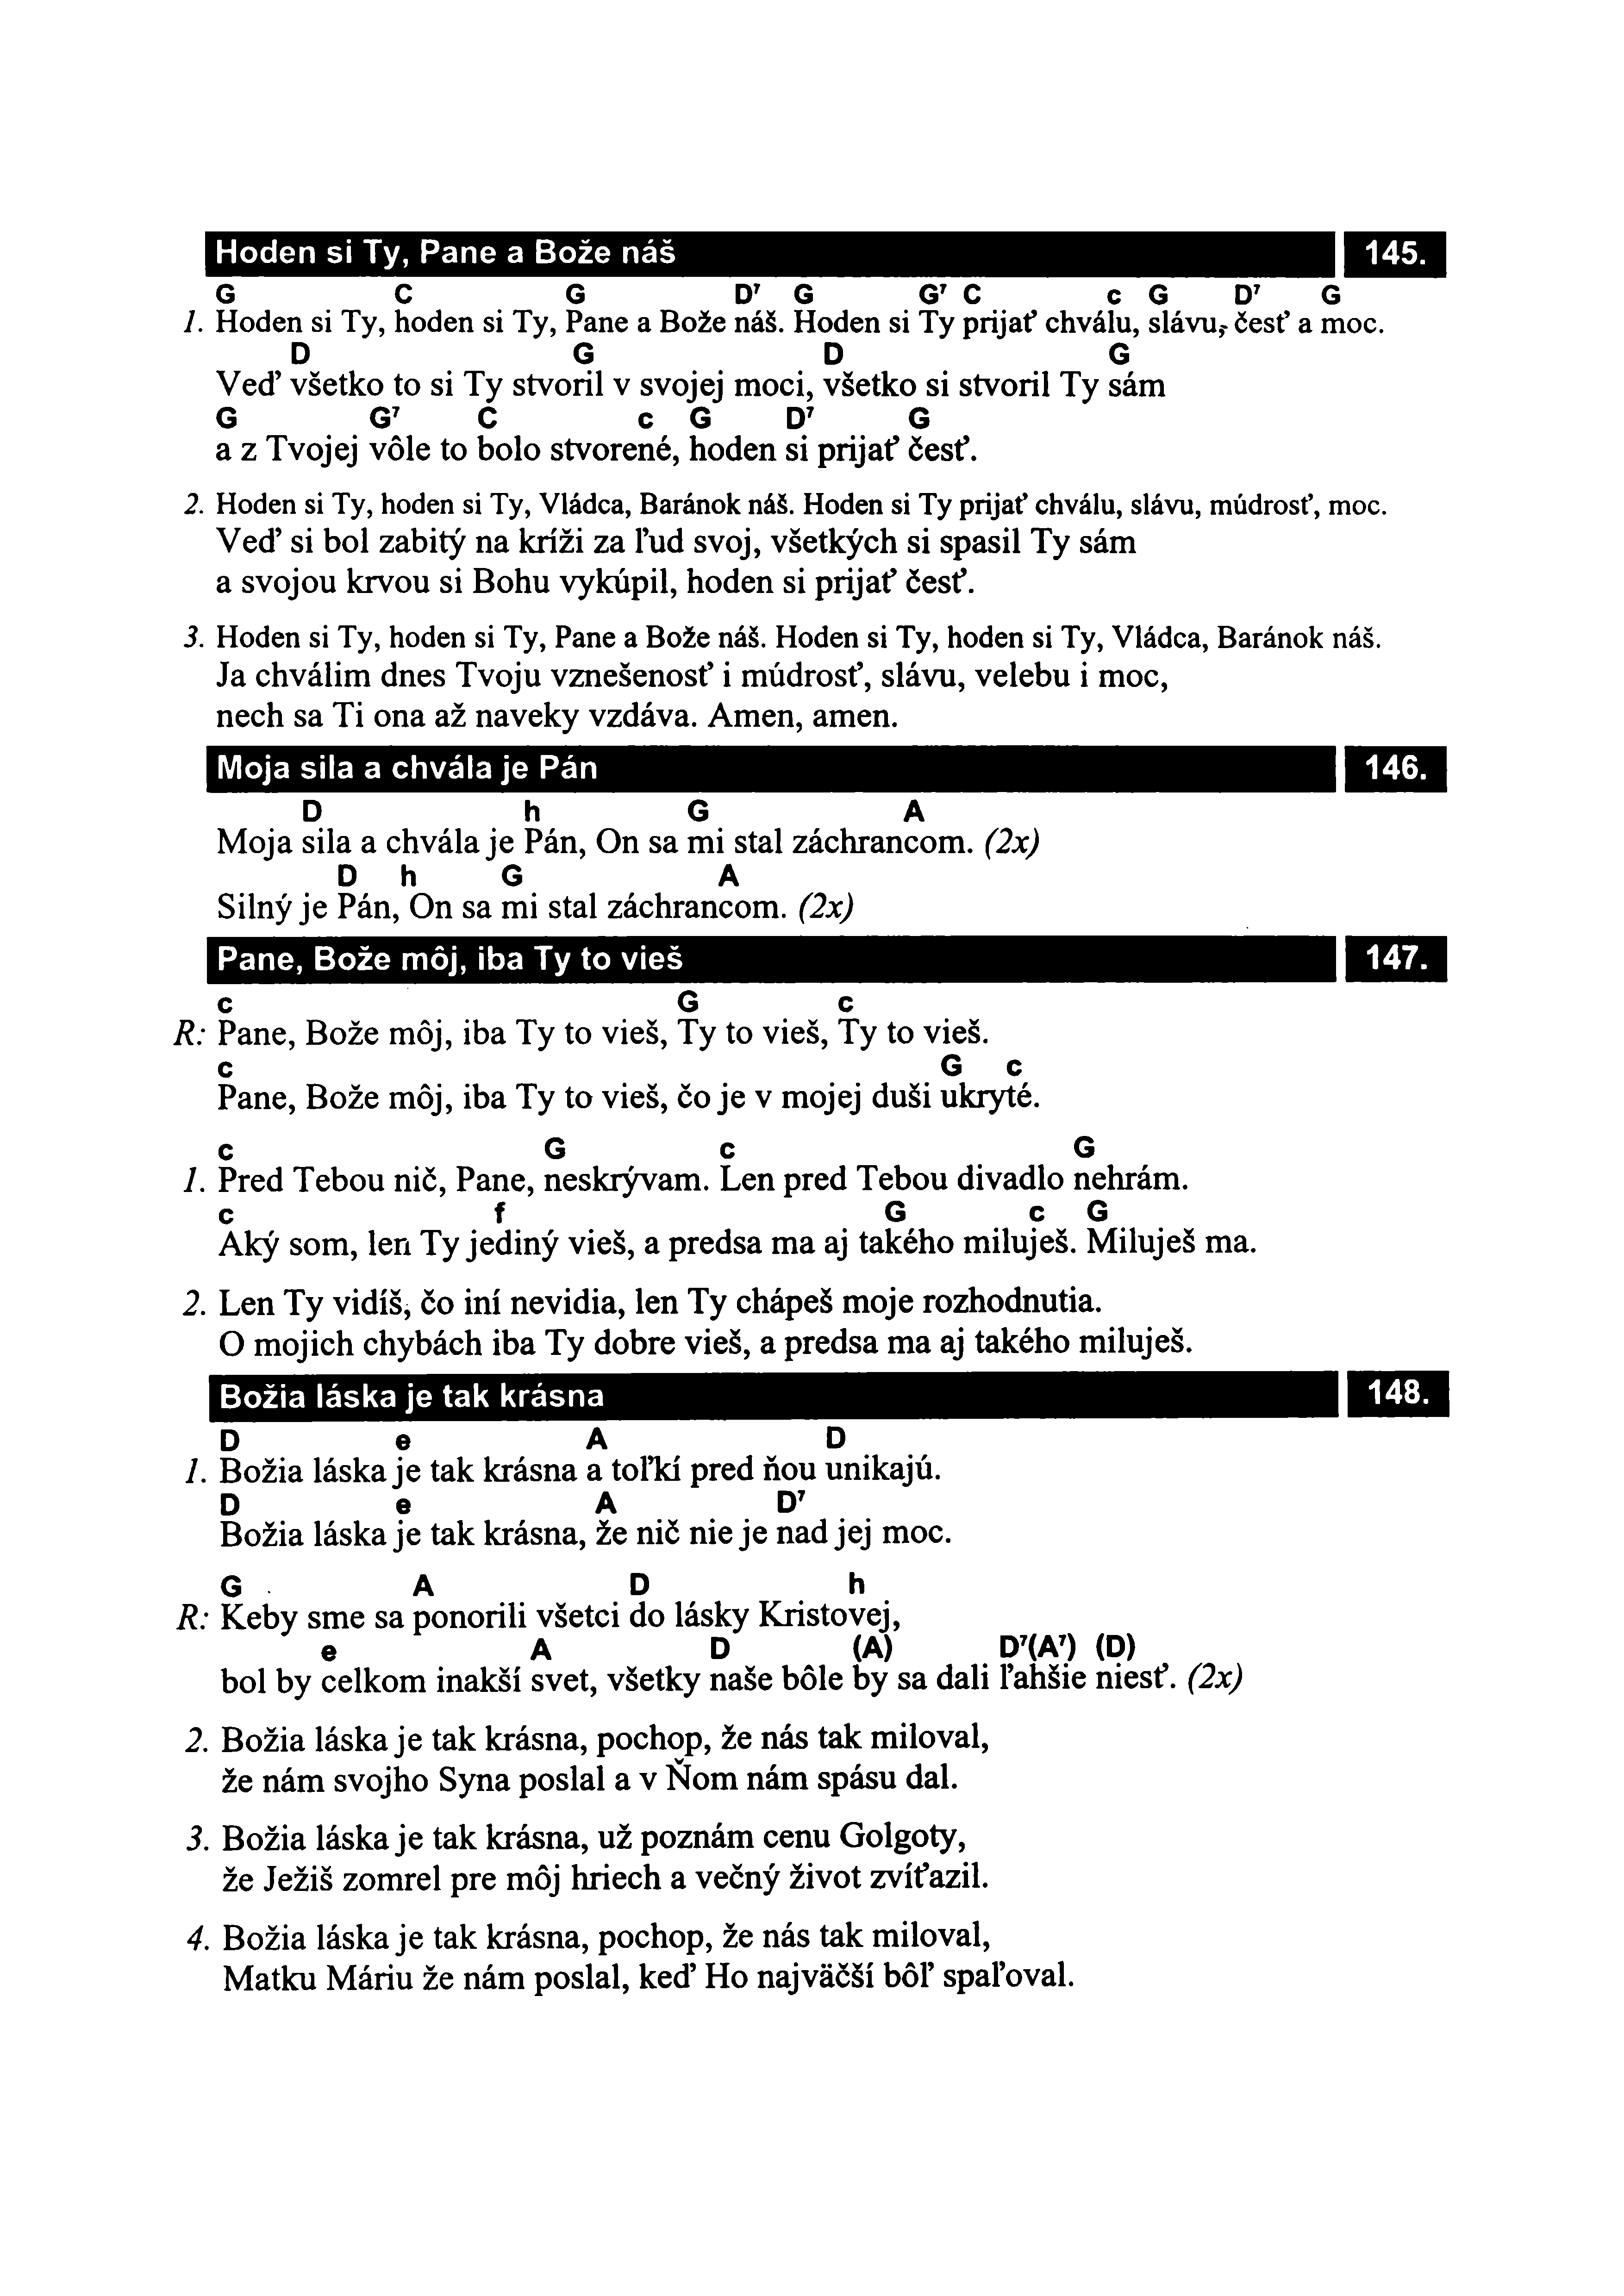 Hoden si Ty, Pane a Bože náš 145.
G C G D⁷ G G⁷ C c G D⁷ G
1. Hoden si Ty, hoden si Ty, Pane a Bože náš. Hoden si Ty prijať chválu, slávu, česť a moc.
D G D G
Veď všetko to si Ty stvoril v svojej moci, všetko si stvoril Ty sám
G G⁷ C c G D⁷ G
a z Tvojej vôle to bolo stvorené, hoden si prijať česť.
2. Hoden si Ty, hoden si Ty, Vládca, Baránok náš. Hoden si Ty prijať chválu, slávu, múdrosť, moc.
Veď si bol zabitý na kríži za ľud svoj, všetkých si spasil Ty sám
a svojou krvou si Bohu vykúpil, hoden si prijať česť.
3. Hoden si Ty, hoden si Ty, Pane a Bože náš. Hoden si Ty, hoden si Ty, Vládca, Baránok náš.
Ja chválim dnes Tvoju vznešenosť i múdrosť, slávu, velebu i moc,
nech sa Ti ona až naveky vzdáva. Amen, amen.
Moja sila a chvála je Pán 146.
D h G A
Moja sila a chvála je Pán, On sa mi stal záchrancom. (2x)
D h G A
Silný je Pán, On sa mi stal záchrancom. (2x)
Pane, Bože môj, iba Ty to vieš 147.
c G c
R: Pane, Bože môj, iba Ty to vieš, Ty to vieš, Ty to vieš.
c G c
Pane, Bože môj, iba Ty to vieš, čo je v mojej duši ukryté.
c G c G
1. Pred Tebou nič, Pane, neskrývam. Len pred Tebou divadlo nehrám.
c f G c G
Aký som, len Ty jediný vieš, a predsa ma aj takého miluješ. Miluješ ma.
2. Len Ty vidíš, čo iní nevidia, len Ty chápeš moje rozhodnutia.
O mojich chybách iba Ty dobre vieš, a predsa ma aj takého miluješ.
Božia láska je tak krásna 148.
D e A D
1. Božia láska je tak krásna a toľkí pred ňou unikajú.
D e A D⁷
Božia láska je tak krásna, že nič nie je nad jej moc.
G A D h
R: Keby sme sa ponorili všetci do lásky Kristovej,
e A D (A) D⁷(A⁷) (D)
bol by celkom inakší svet, všetky naše bôle by sa dali ľahšie niesť. (2x)
2. Božia láska je tak krásna, pochop, že nás tak miloval,
že nám svojho Syna poslal a v Ňom nám spásu dal.
3. Božia láska je tak krásna, už poznám cenu Golgoty,
že Ježiš zomrel pre môj hriech a večný život zvíťazil.
4. Božia láska je tak krásna, pochop, že nás tak miloval,
Matku Máriu že nám poslal, keď Ho najväčší bôľ spaľoval.